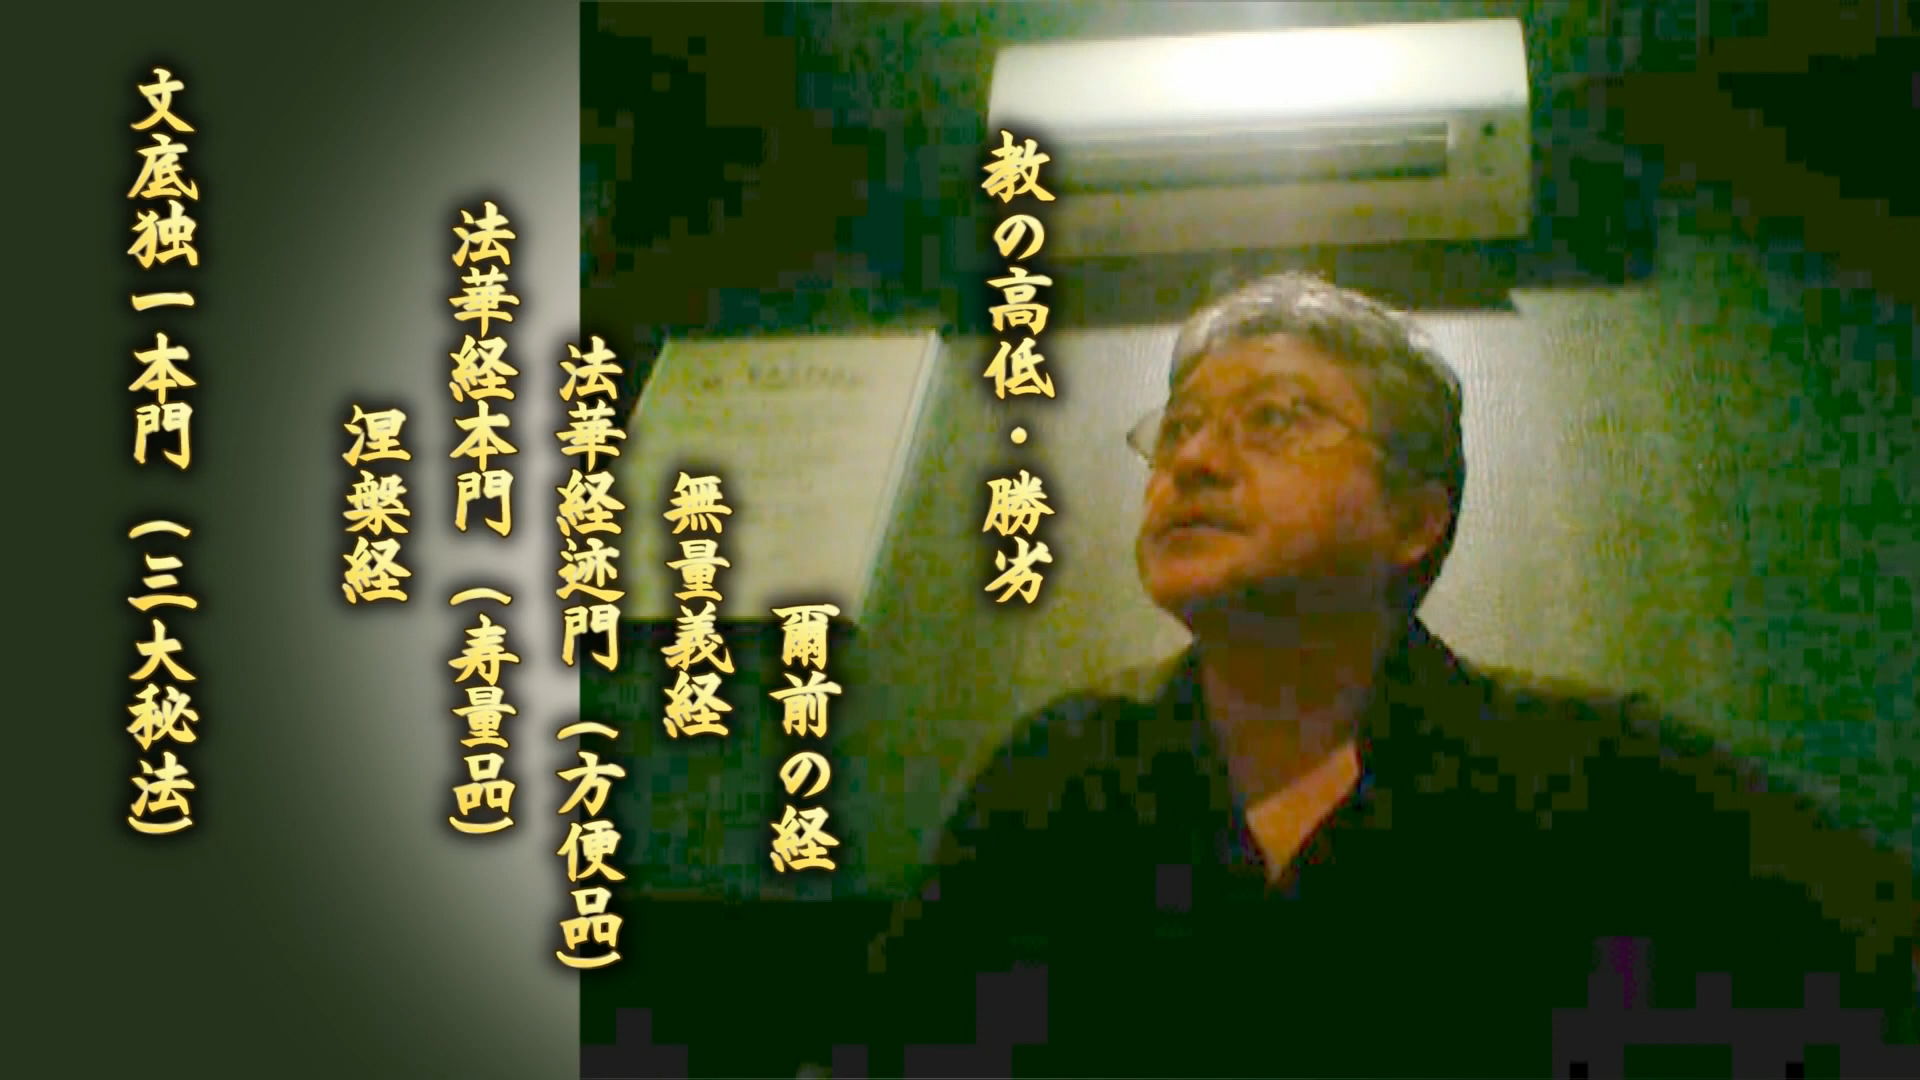 教の高低・勝劣
爾前の経
無量義経
法華経迹門（方便品）
法華経本門（寿量品）
涅槃経
文底独一本門（三大秘法）